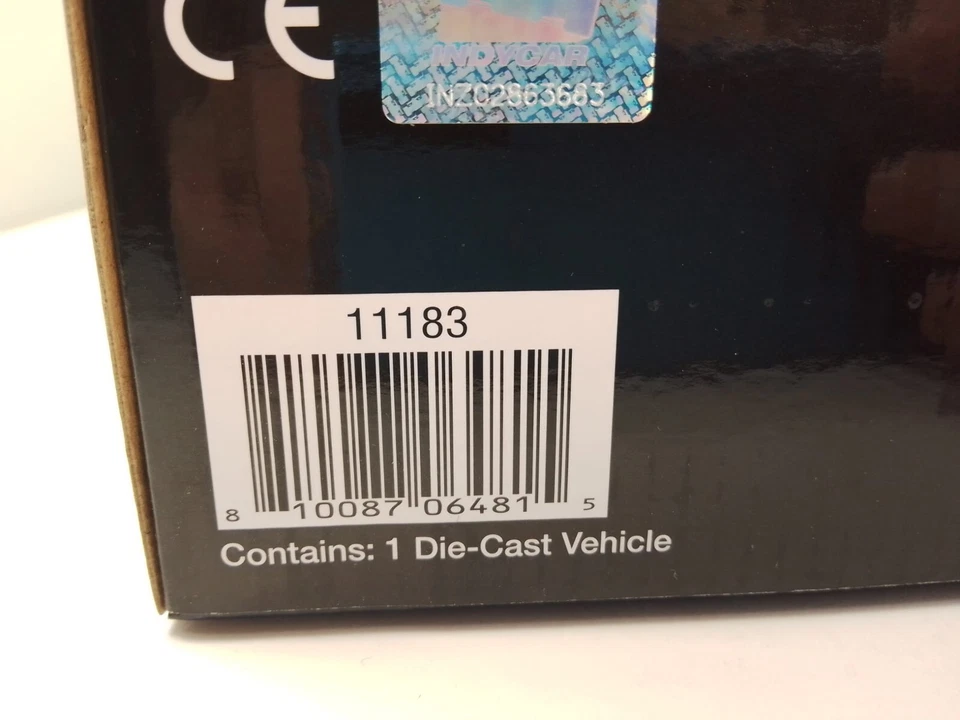 CE
INDYCAR
INZ02863683
11183
8 10087 06481 5
Contains: 1 Die-Cast Vehicle